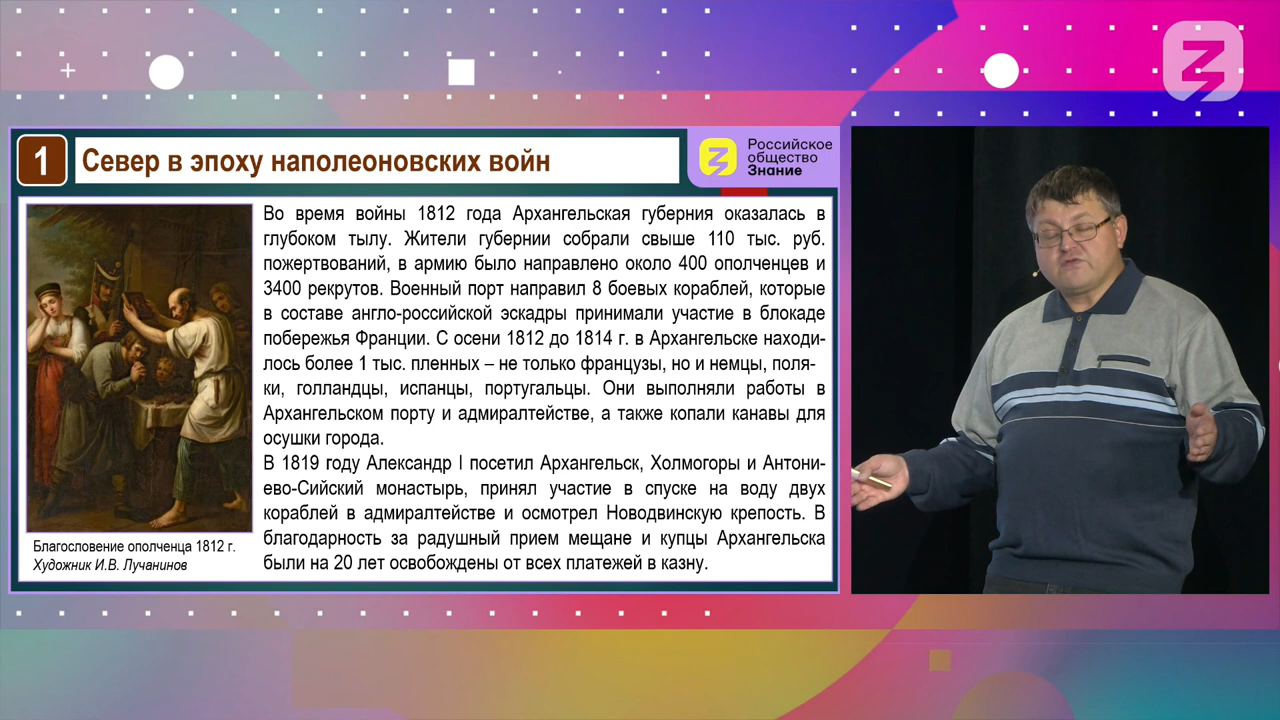 1
Север в эпоху наполеоновских войн
Российское
общество
Знание
Во время войны 1812 года Архангельская губерния оказалась в
глубоком тылу. Жители губернии собрали свыше 110 тыс. руб.
пожертвований, в армию было направлено около 400 ополченцев и
3400 рекрутов. Военный порт направил 8 боевых кораблей, которые
в составе англо-российской эскадры принимали участие в блокаде
побережья Франции. С осени 1812 до 1814 г. в Архангельске находи-
лось более 1 тыс. пленных – не только французы, но и немцы, поля-
ки, голландцы, испанцы, португальцы. Они выполняли работы в
Архангельском порту и адмиралтействе, а также копали канавы для
осушки города.
В 1819 году Александр I посетил Архангельск, Холмогоры и Антони-
ево-Сийский монастырь, принял участие в спуске на воду двух
кораблей в адмиралтействе и осмотрел Новодвинскую крепость. В
благодарность за радушный прием мещане и купцы Архангельска
были на 20 лет освобождены от всех платежей в казну.
Благословение ополченца 1812 г.
Художник И.В. Лучанинов